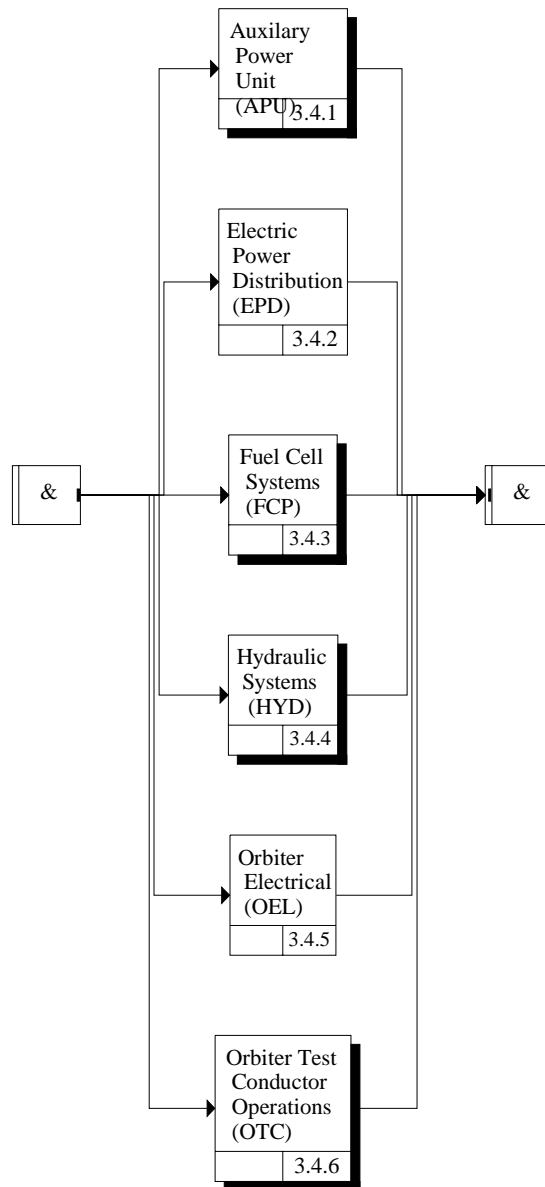 Auxilary
Power
Unit
(APU)
3.4.1
Electric
Power
Distribution
(EPD)
3.4.2
Fuel Cell
Systems
(FCP)
3.4.3
&
&
Hydraulic
Systems
(HYD)
3.4.4
Orbiter
Electrical
(OEL)
3.4.5
Orbiter Test
Conductor
Operations
(OTC)
3.4.6